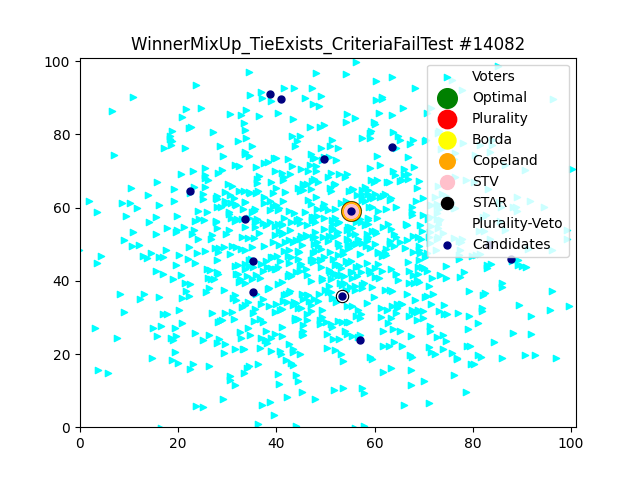 WinnerMixUp_TieExists_CriteriaFailTest #14082
100
80
60
40
20
0
0
20
40
60
80
100
Voters
Optimal
Plurality
Borda
Copeland
STV
STAR
Plurality-Veto
Candidates